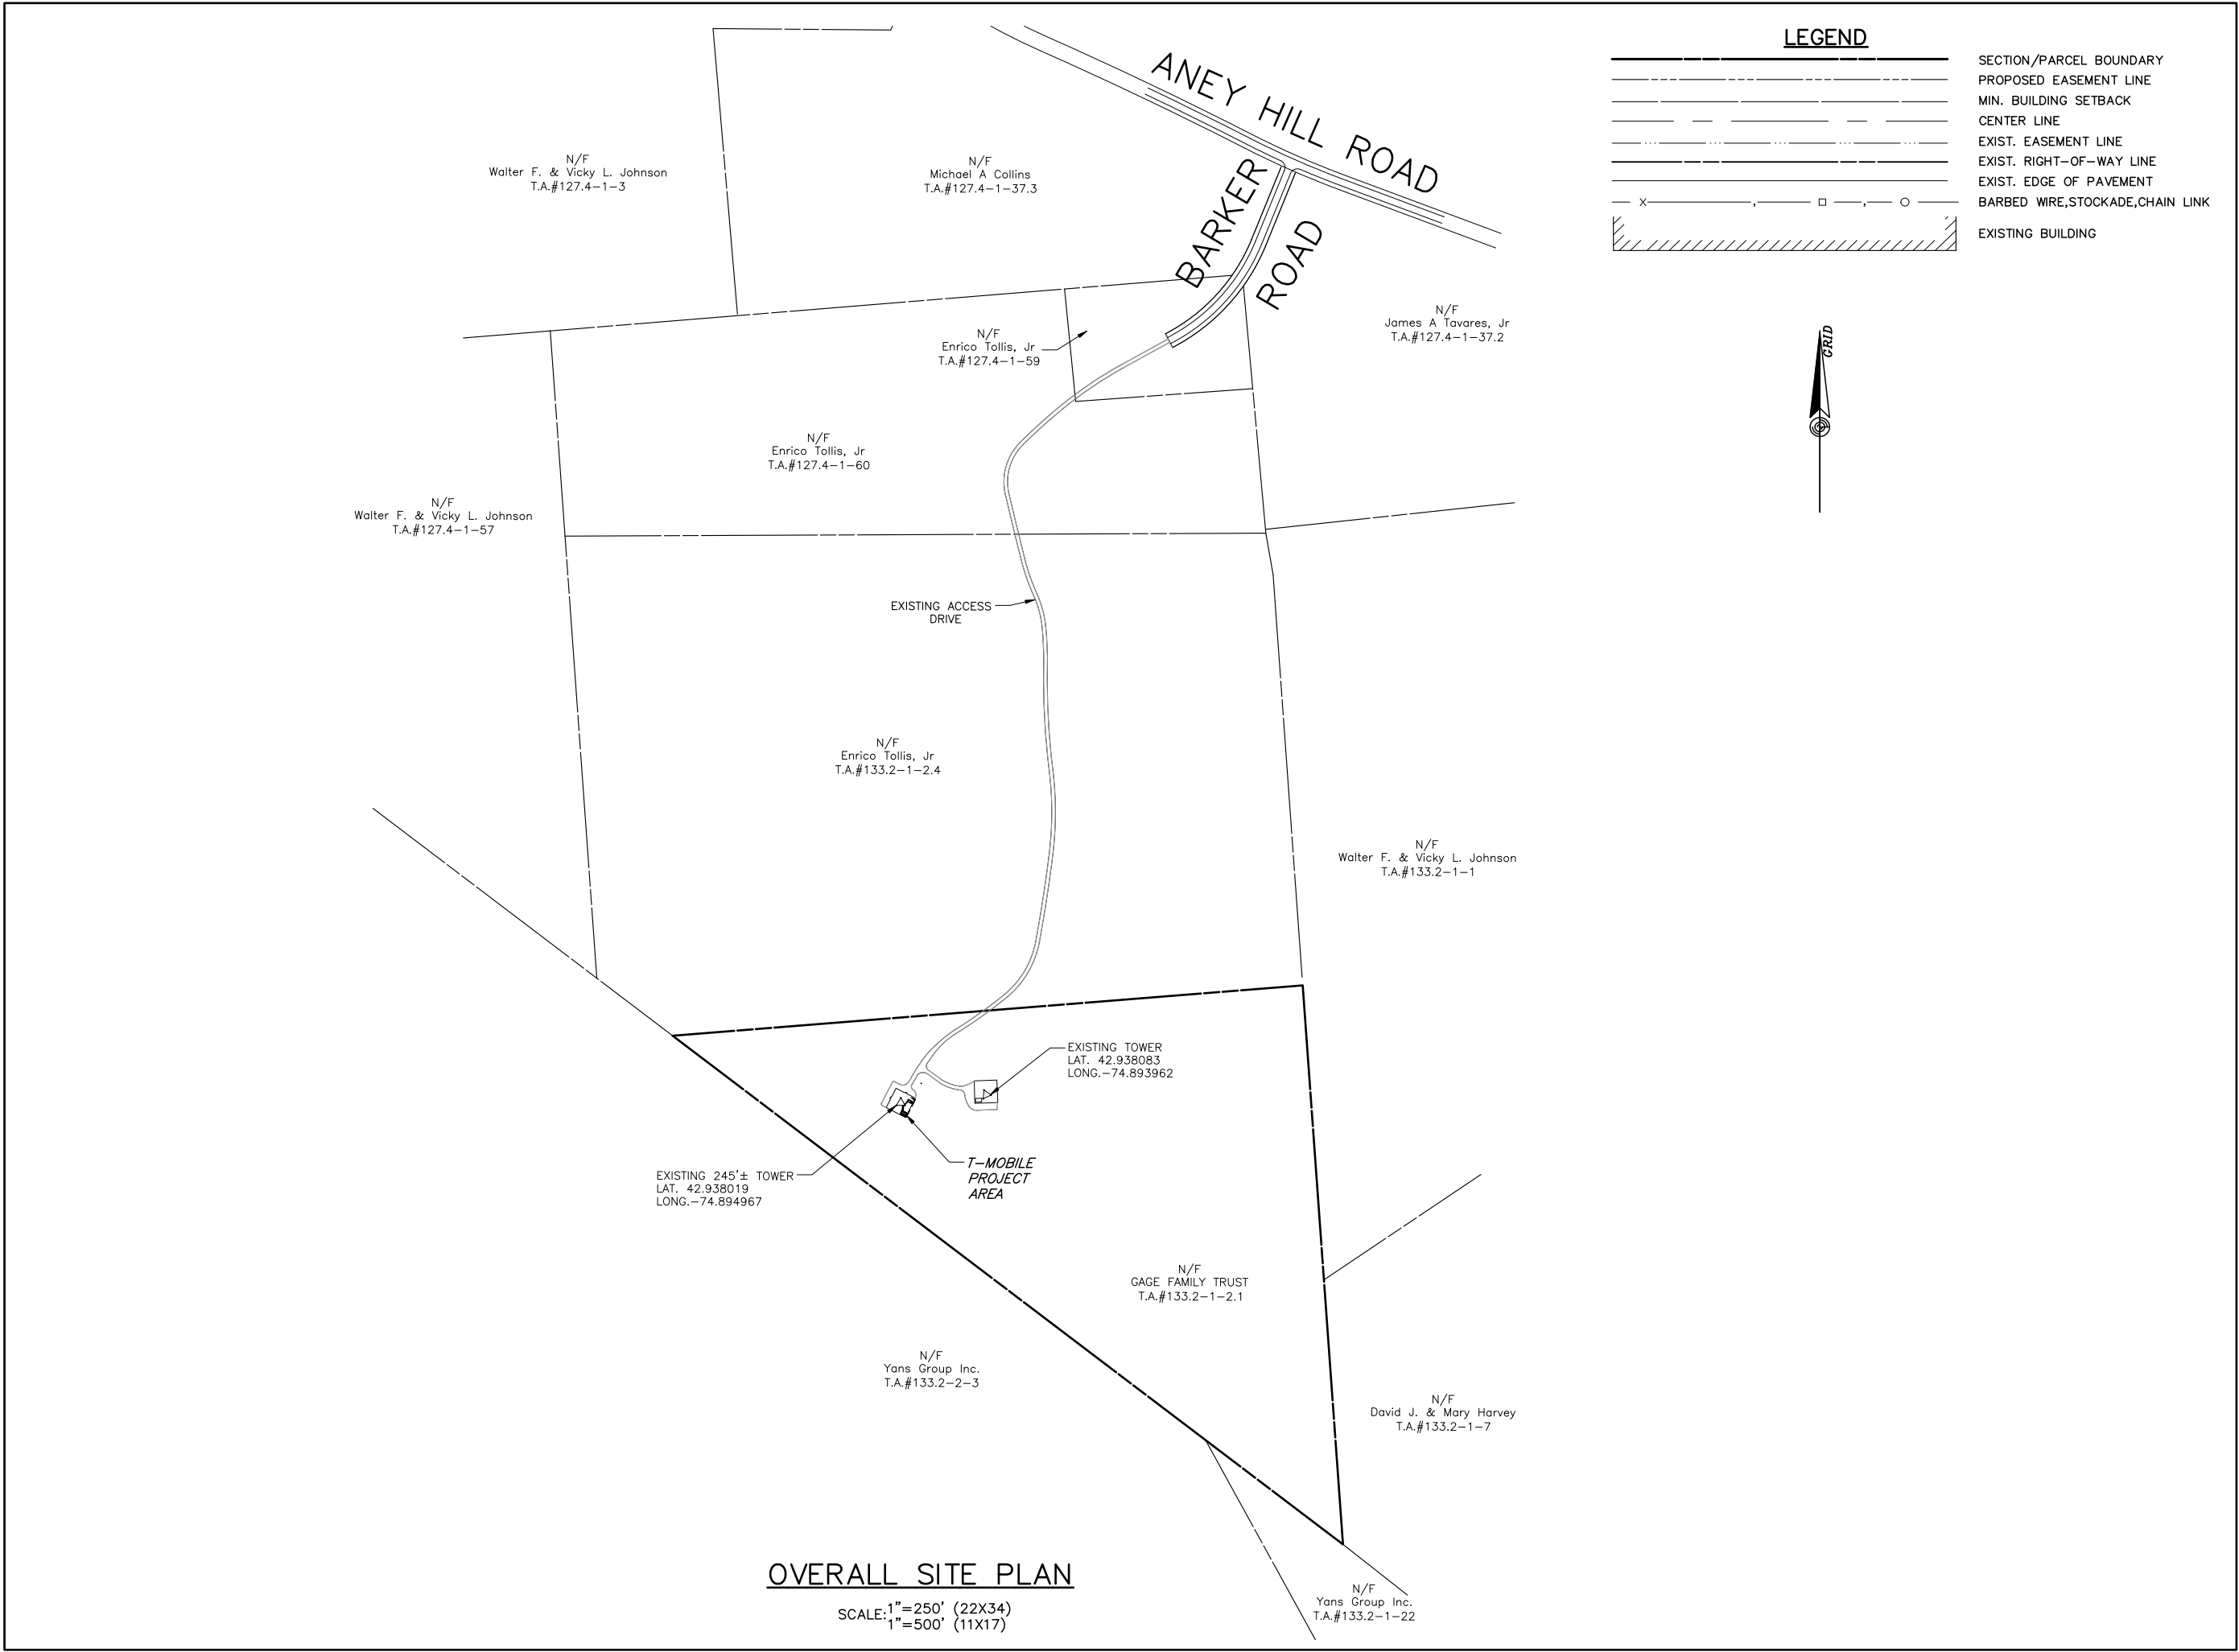 LEGEND
SECTION/PARCEL BOUNDARY
PROPOSED EASEMENT LINE
MIN. BUILDING SETBACK
CENTER LINE
EXIST. EASEMENT LINE
EXIST. RIGHT-OF-WAY LINE
EXIST. EDGE OF PAVEMENT
BARBED WIRE,STOCKADE,CHAIN LINK
EXISTING BUILDING
GRID
ANEY HILL ROAD
BARKER
ROAD
N/F
Walter F. & Vicky L. Johnson
T.A.#127.4-1-3
N/F
Michael A Collins
T.A.#127.4-1-37.3
N/F
James A Tavares, Jr
T.A.#127.4-1-37.2
N/F
Enrico Tollis, Jr
T.A.#127.4-1-59
N/F
Enrico Tollis, Jr
T.A.#127.4-1-60
N/F
Walter F. & Vicky L. Johnson
T.A.#127.4-1-57
EXISTING ACCESS
DRIVE
N/F
Enrico Tollis, Jr
T.A.#133.2-1-2.4
N/F
Walter F. & Vicky L. Johnson
T.A.#133.2-1-1
EXISTING TOWER
LAT. 42.938083
LONG.-74.893962
EXISTING 245'± TOWER
LAT. 42.938019
LONG.-74.894967
T-MOBILE
PROJECT
AREA
N/F
GAGE FAMILY TRUST
T.A.#133.2-1-2.1
N/F
Yans Group Inc.
T.A.#133.2-2-3
N/F
David J. & Mary Harvey
T.A.#133.2-1-7
N/F
Yans Group Inc.
T.A.#133.2-1-22
OVERALL SITE PLAN
SCALE: 1"=250' (22X34)
1"=500' (11X17)